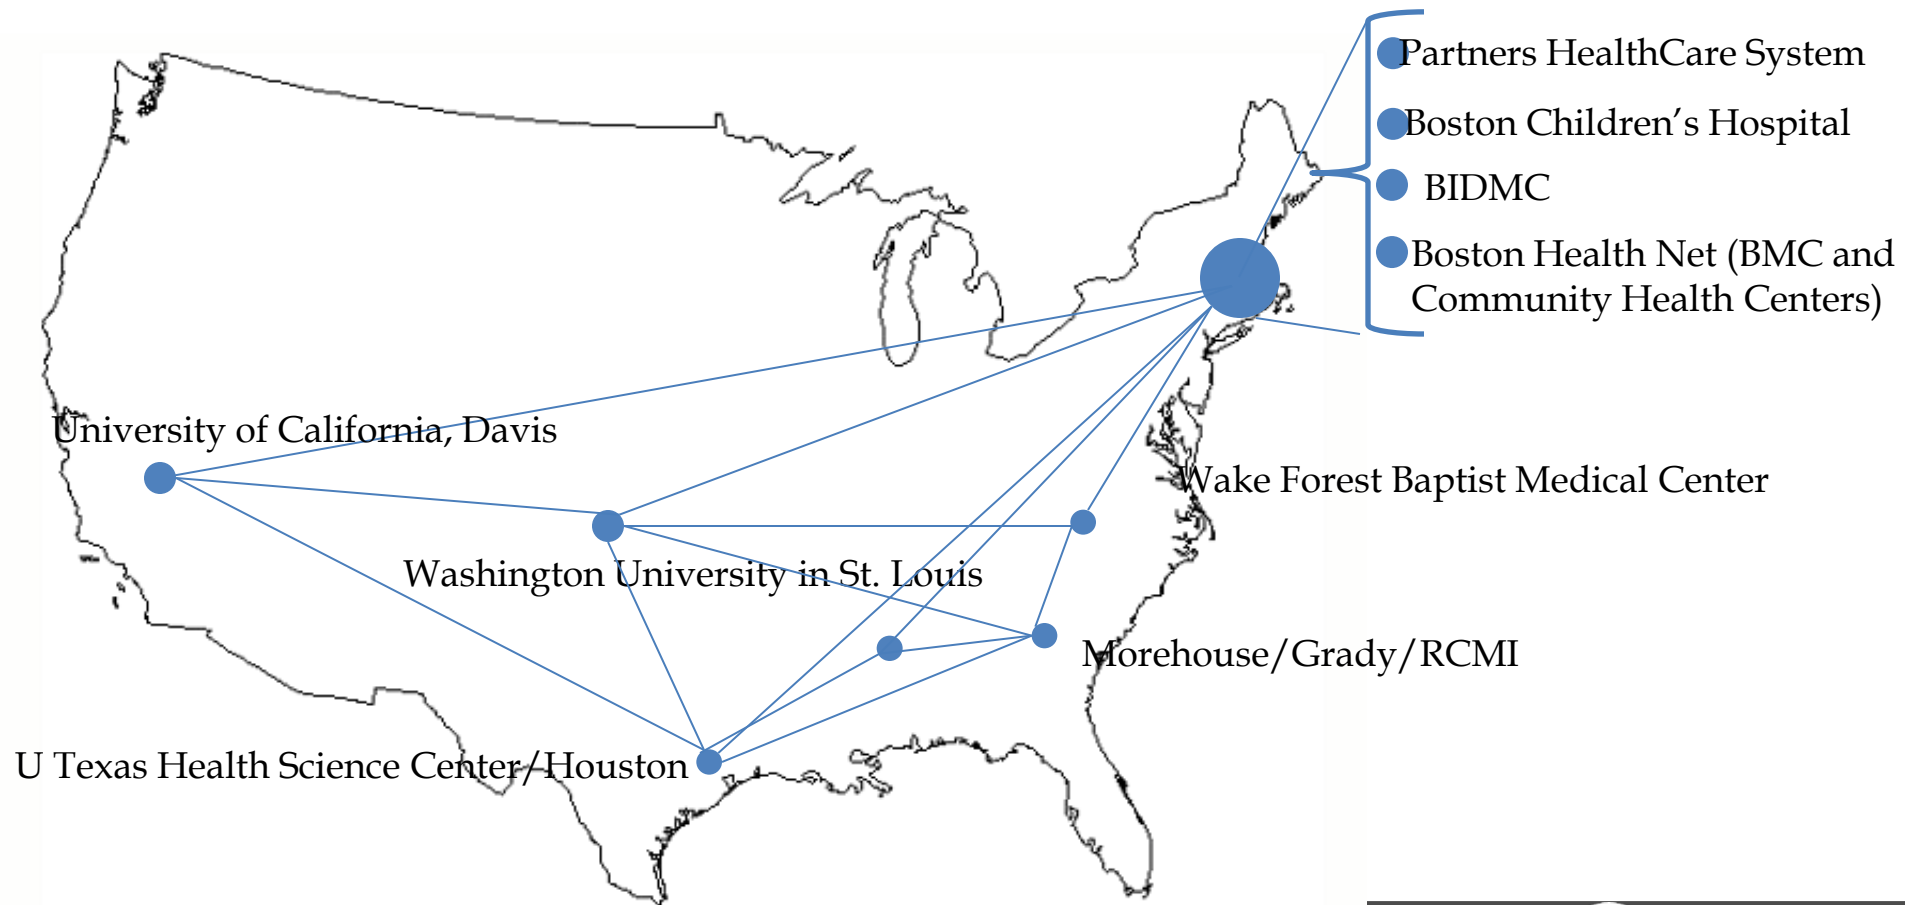 Partners HealthCare System
Boston Children’s Hospital
BIDMC
Boston Health Net (BMC and
Community Health Centers)
University of California, Davis
Wake Forest Baptist Medical Center
Washington University in St. Louis
Morehouse/Grady/RCMI
U Texas Health Science Center/Houston